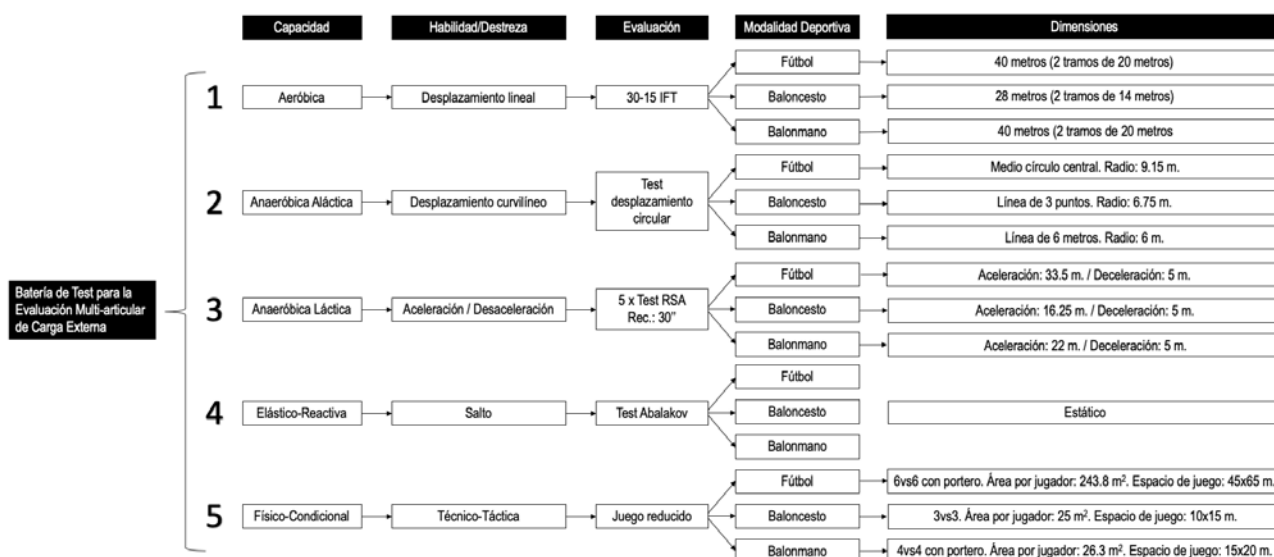 Capacidad Habilidad/Destreza Evaluación Modalidad Deportiva Dimensiones
Batería de Test para la
Evaluación Multi-articular
de Carga Externa
1 Aeróbica Desplazamiento lineal 30-15 IFT
Fútbol 40 metros (2 tramos de 20 metros)
Baloncesto 28 metros (2 tramos de 14 metros)
Balonmano 40 metros (2 tramos de 20 metros
2 Anaeróbica Aláctica Desplazamiento curvilíneo
Test
desplazamiento
circular
Fútbol Medio círculo central. Radio: 9.15 m.
Baloncesto Línea de 3 puntos. Radio: 6.75 m.
Balonmano Línea de 6 metros. Radio: 6 m.
3 Anaeróbica Láctica Aceleración / Desaceleración
5 x Test RSA
Rec.: 30”
Fútbol Aceleración: 33.5 m. / Deceleración: 5 m.
Baloncesto Aceleración: 16.25 m. / Deceleración: 5 m.
Balonmano Aceleración: 22 m. / Deceleración: 5 m.
4 Elástico-Reactiva Salto Test Abalakov
Fútbol
Baloncesto Estático
Balonmano
5 Físico-Condicional Técnico-Táctica Juego reducido
Fútbol 6vs6 con portero. Área por jugador: 243.8 m². Espacio de juego: 45x65 m.
Baloncesto 3vs3. Área por jugador: 25 m². Espacio de juego: 10x15 m.
Balonmano 4vs4 con portero. Área por jugador: 26.3 m². Espacio de juego: 15x20 m.